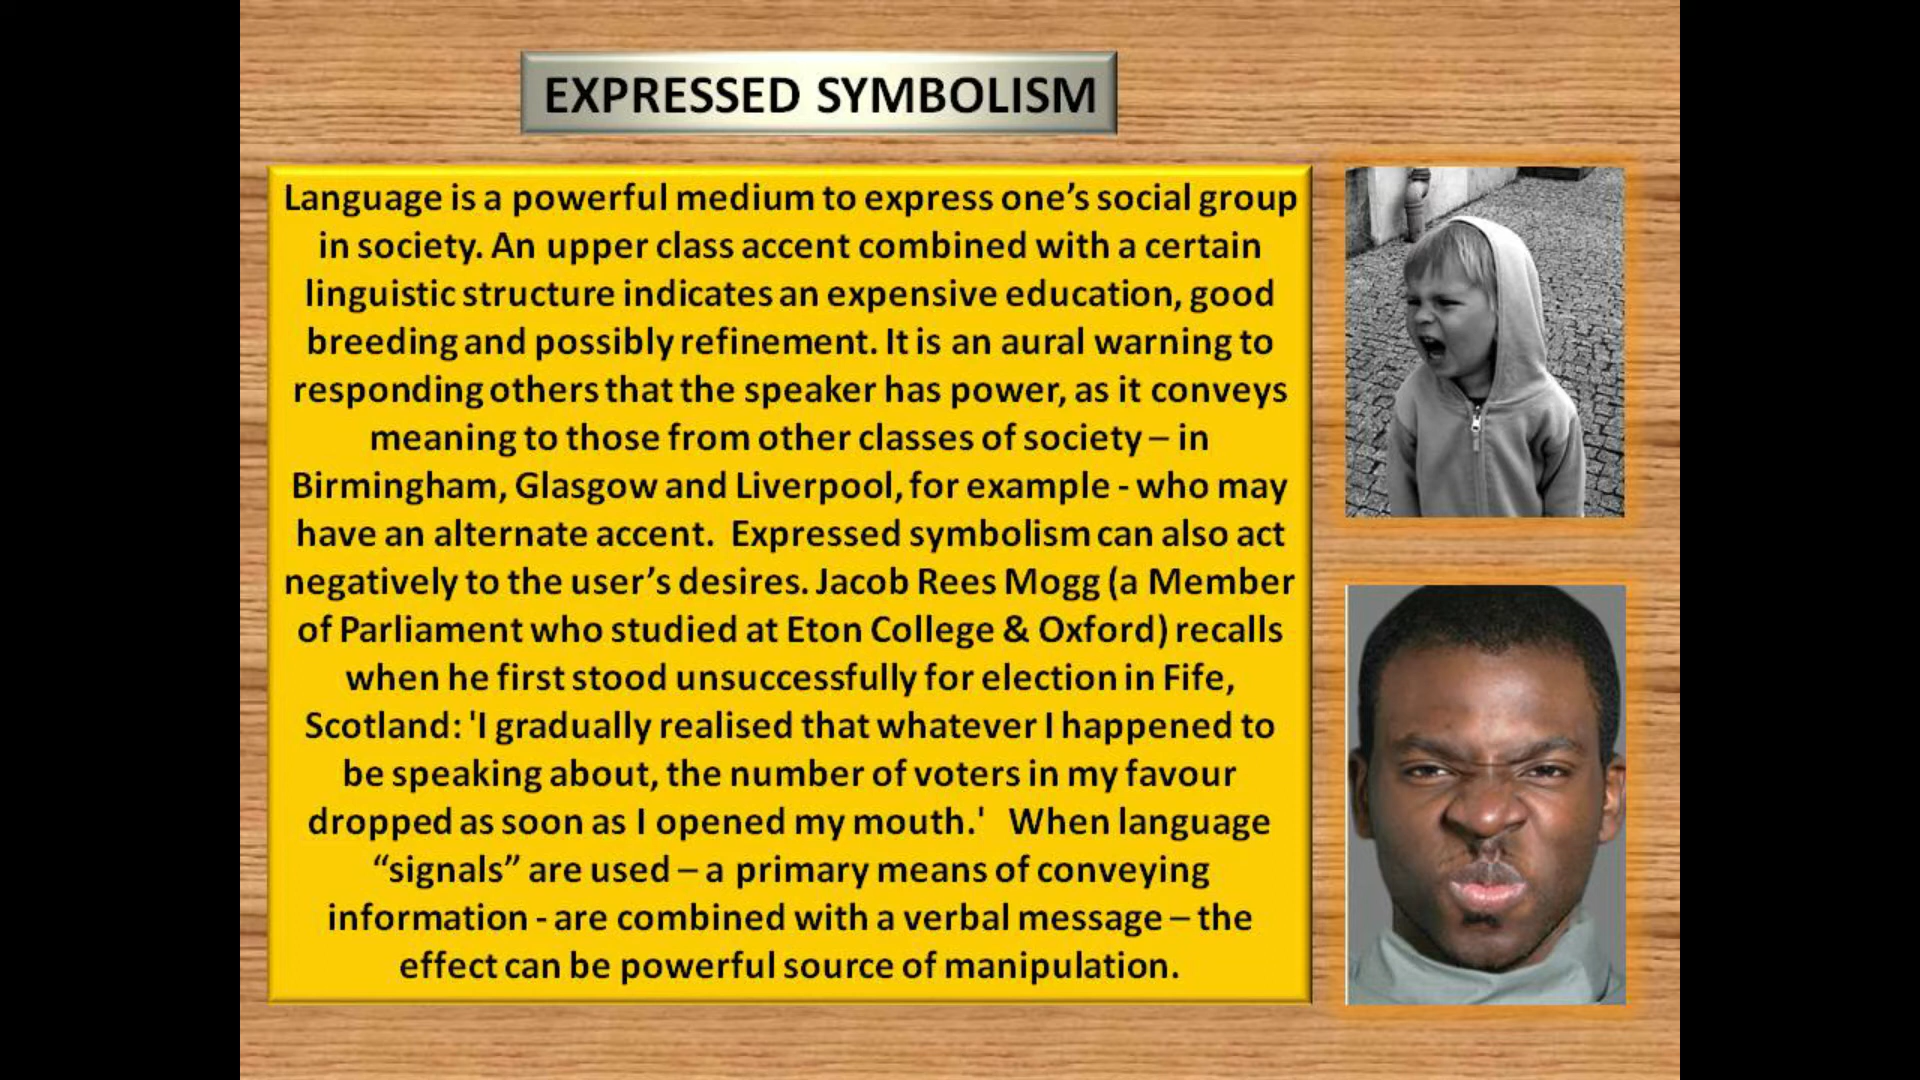 EXPRESSED SYMBOLISM
Language is a powerful medium to express one’s social group
in society. An upper class accent combined with a certain
linguistic structure indicates an expensive education, good
breeding and possibly refinement. It is an aural warning to
responding others that the speaker has power, as it conveys
meaning to those from other classes of society – in
Birmingham, Glasgow and Liverpool, for example - who may
have an alternate accent.  Expressed symbolism can also act
negatively to the user’s desires. Jacob Rees Mogg (a Member
of Parliament who studied at Eton College & Oxford) recalls
when he first stood unsuccessfully for election in Fife,
Scotland: 'I gradually realised that whatever I happened to
be speaking about, the number of voters in my favour
dropped as soon as I opened my mouth.'   When language
“signals” are used – a primary means of conveying
information - are combined with a verbal message – the
effect can be powerful source of manipulation.